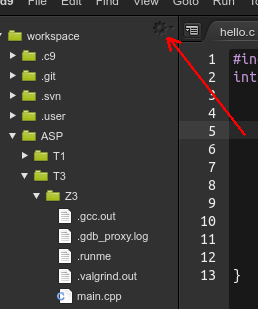 d9 File Edit Find View Goto Run Too
workspace
.c9
.git
.svn
.user
ASP
T1
T3
Z3
.gcc.out
.gdb_proxy.log
.runme
.valgrind.out
main.cpp
hello.c
1 #in
2 int
3
4
5
6
7
8
9
10
11
12
13 }